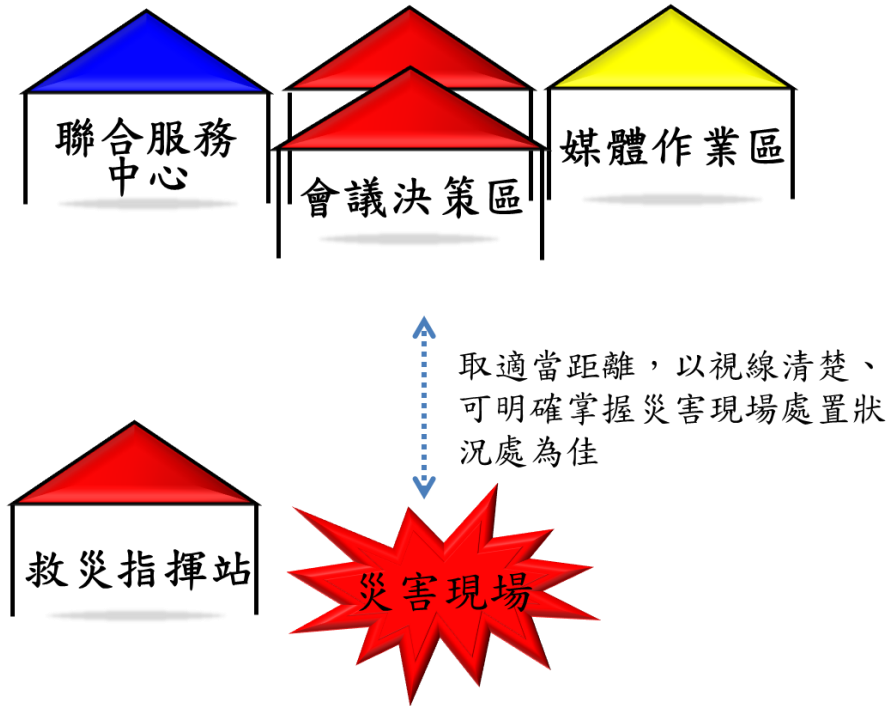 聯合服務
中心
會議決策區
媒體作業區
取適當距離，以視線清楚、
可明確掌握災害現場處置狀
況處為佳
救災指揮站
災害現場